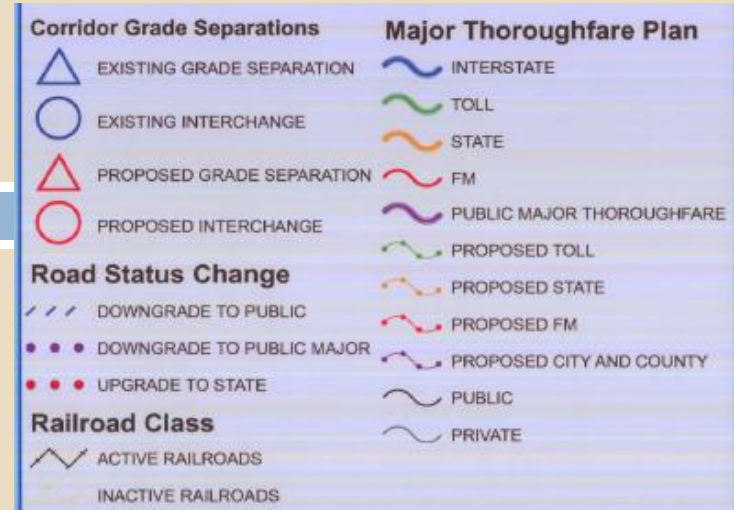 Corridor Grade Separations
EXISTING GRADE SEPARATION
EXISTING INTERCHANGE
PROPOSED GRADE SEPARATION
PROPOSED INTERCHANGE
Road Status Change
DOWNGRADE TO PUBLIC
DOWNGRADE TO PUBLIC MAJOR
UPGRADE TO STATE
Railroad Class
ACTIVE RAILROADS
INACTIVE RAILROADS
Major Thoroughfare Plan
INTERSTATE
TOLL
STATE
FM
PUBLIC MAJOR THOROUGHFARE
PROPOSED TOLL
PROPOSED STATE
PROPOSED FM
PROPOSED CITY AND COUNTY
PUBLIC
PRIVATE